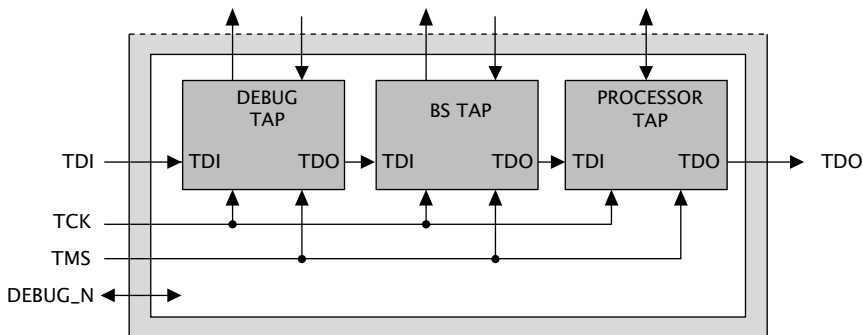 DEBUG
TAP
BS TAP
PROCESSOR
TAP
TDI
TDI
TDO
TDI
TDO
TDI
TDO
TDO
TCK
TMS
DEBUG_N